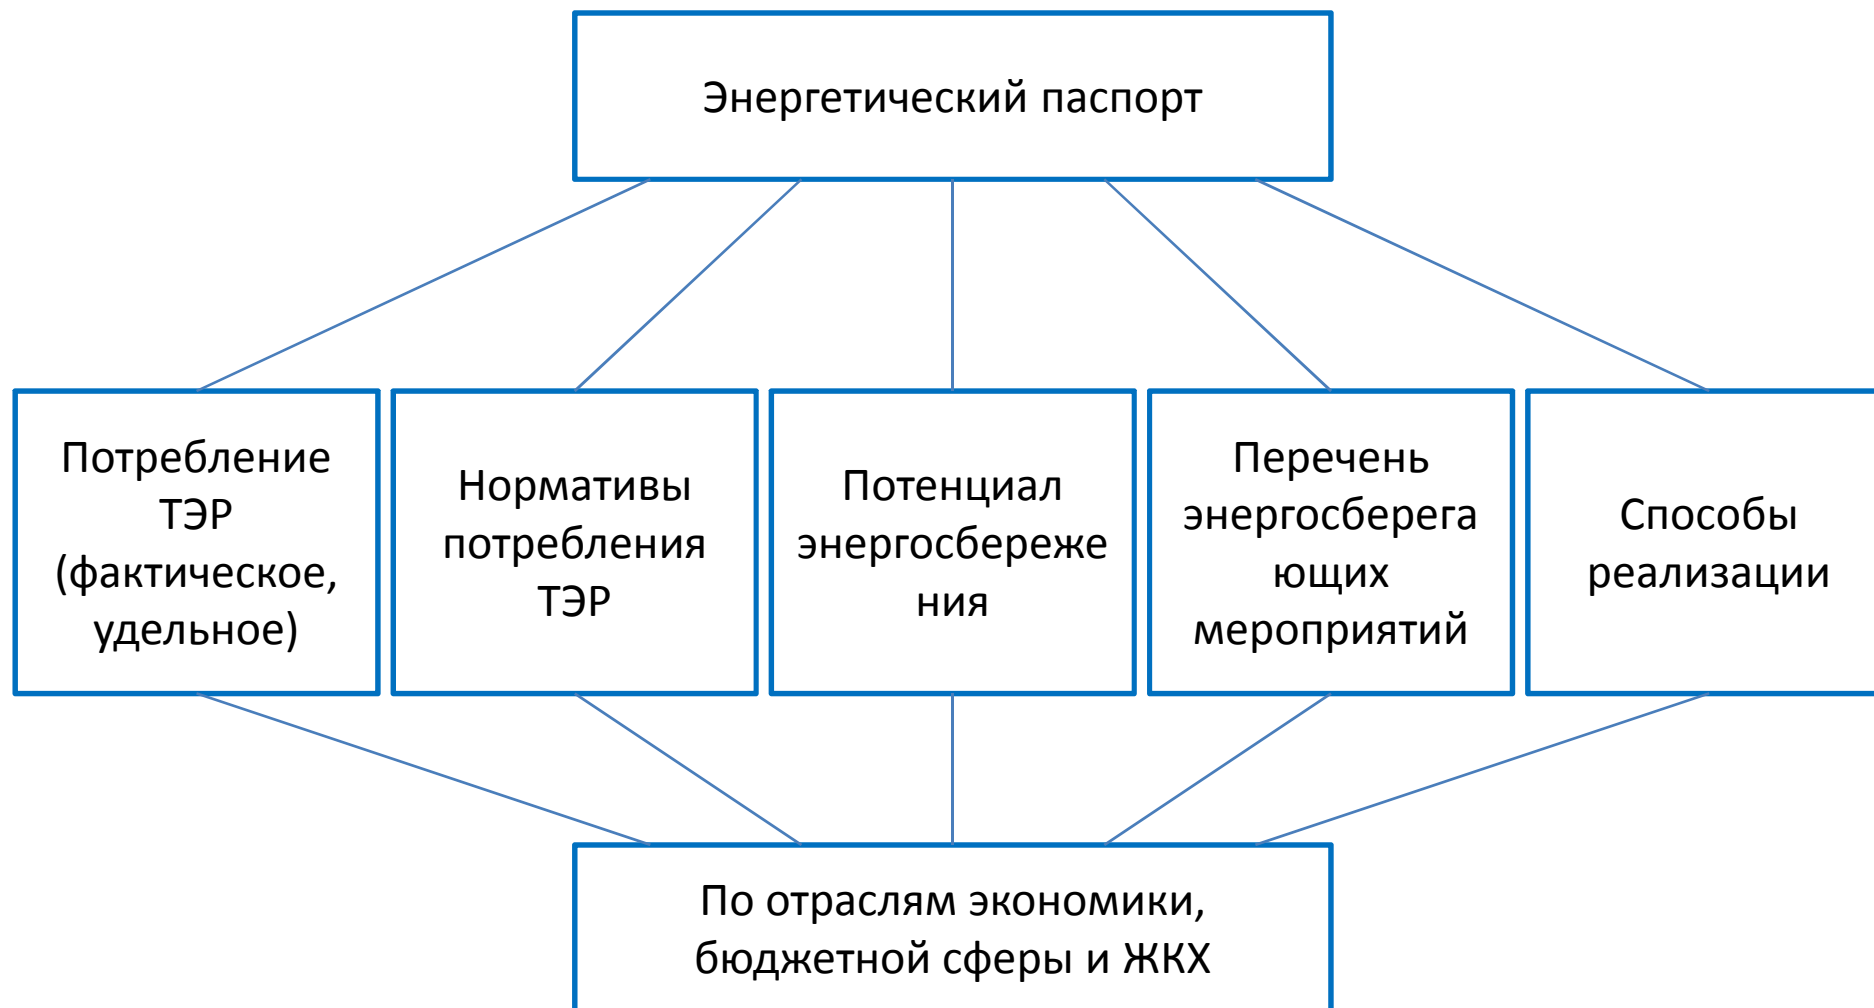 Энергетический паспорт
Потребление
ТЭР
(фактическое,
удельное)
Нормативы
потребления
ТЭР
Потенциал
энергосбереже
ния
Перечень
энергосберега
ющих
мероприятий
Способы
реализации
По отраслям экономики,
бюджетной сферы и ЖКХ